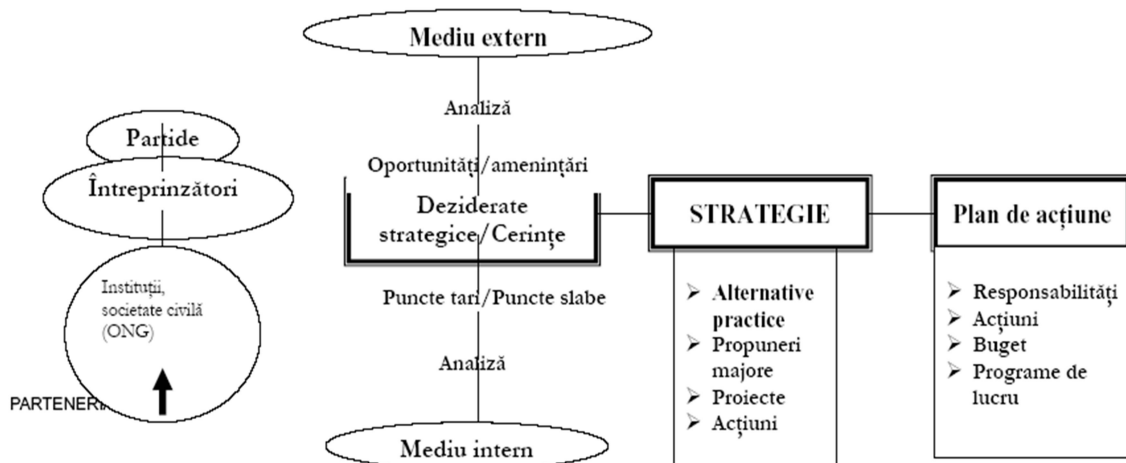 Mediu extern
Analiză
Oportunități/amenințări
Deziderate
strategice/Cerințe
Puncte tari/Puncte slabe
Analiză
Mediu intern
Partide
Întreprinzători
Instituții,
societate civilă
(ONG)
STRATEGIE
Alternative
practice
Propuneri
majore
Proiecte
Acțiuni
Plan de acțiune
Responsabilități
Acțiuni
Buget
Programe de
lucru